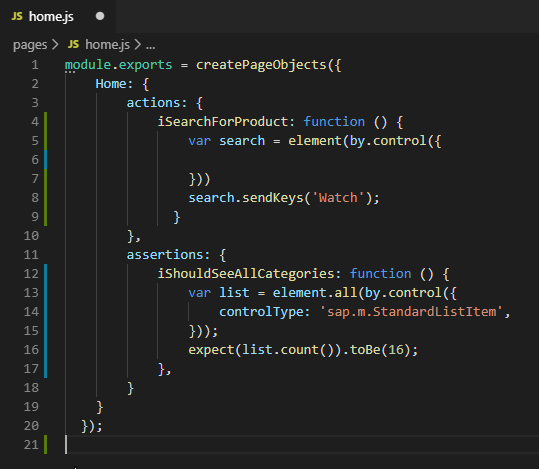 JS home.js ●
pages > JS home.js > ...
1 module.exports = createPageObjects({
2     Home: {
3         actions: {
4             iSearchForProduct: function () {
5                 var search = element(by.control({
6
7                 }))
8                 search.sendKeys('Watch');
9               }
10         },
11         assertions: {
12             iShouldSeeAllCategories: function () {
13                 var list = element.all(by.control({
14                     controlType: 'sap.m.StandardListItem',
15                 }));
16                 expect(list.count()).toBe(16);
17             },
18         }
19     }
20   });
21